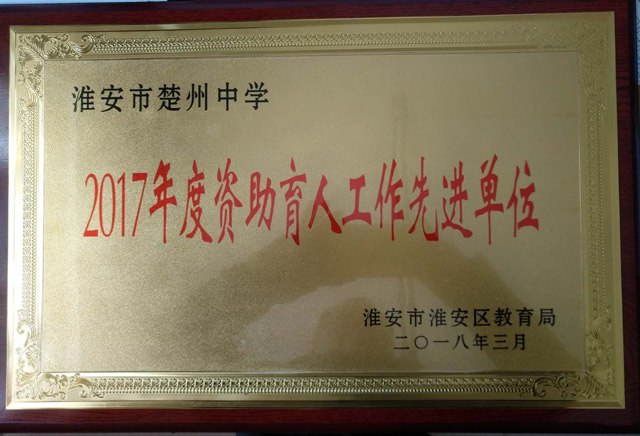 淮安市楚州中学
2017年度资助育人工作先进单位
淮安市淮安区教育局
二〇一八年三月